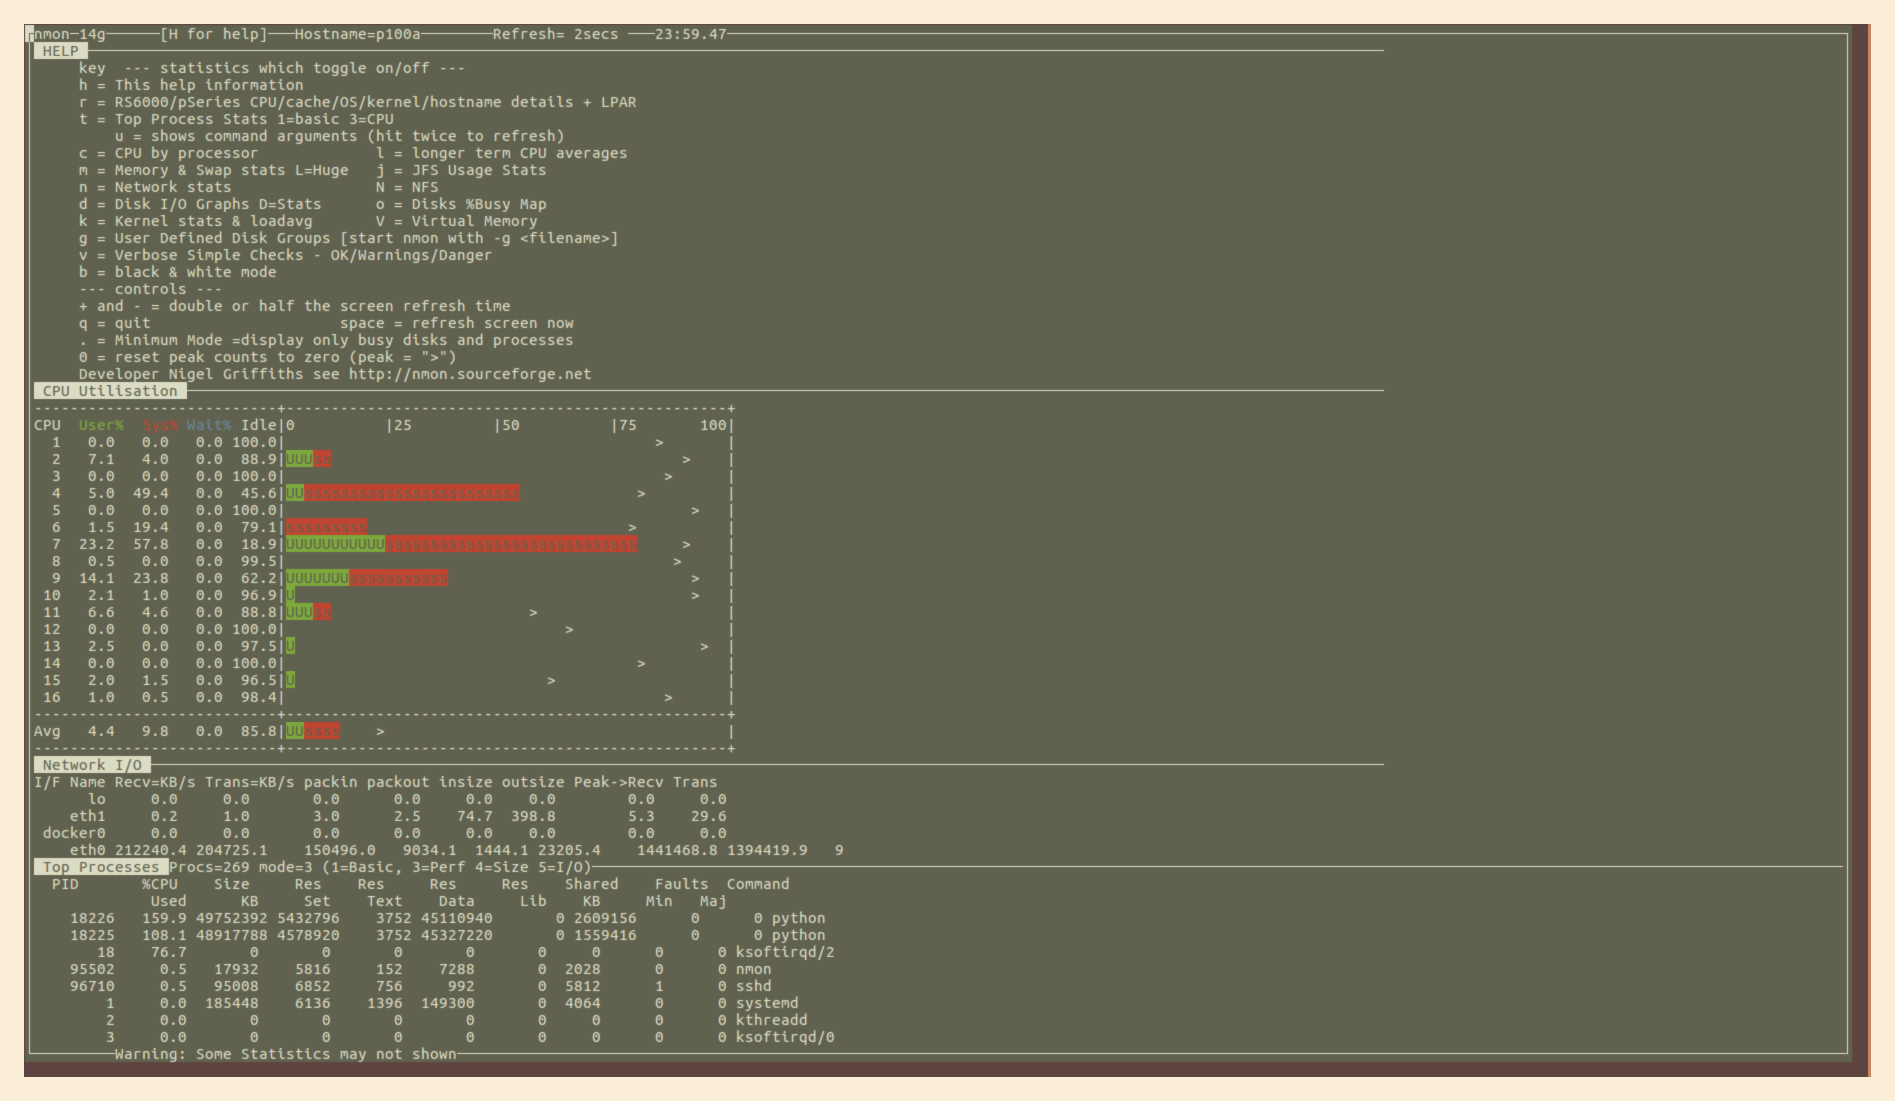 nmon─14g──────[H for help]───Hostname=p100a────────Refresh= 2secs ───23:59.47
HELP
key  --- statistics which toggle on/off ---
h = This help information
r = RS6000/pSeries CPU/cache/OS/kernel/hostname details + LPAR
t = Top Process Stats 1=basic 3=CPU
u = shows command arguments (hit twice to refresh)
c = CPU by processor             l = longer term CPU averages
m = Memory & Swap stats L=Huge   j = JFS Usage Stats
n = Network stats                N = NFS
d = Disk I/O Graphs D=Stats      o = Disks %Busy Map
k = Kernel stats & loadavg       V = Virtual Memory
g = User Defined Disk Groups [start nmon with -g <filename>]
v = Verbose Simple Checks - OK/Warnings/Danger
b = black & white mode
--- controls ---
+ and - = double or half the screen refresh time
q = quit                     space = refresh screen now
. = Minimum Mode =display only busy disks and processes
0 = reset peak counts to zero (peak = ">")
Developer Nigel Griffiths see http://nmon.sourceforge.net
CPU Utilisation
---------------------------+-------------------------------------------------+
CPU  User%  Sys% Wait% Idle|0          |25         |50          |75       100|
1   0.0   0.0   0.0 100.0|                                         >       |
2   7.1   4.0   0.0  88.9|UUUss                                       >    |
3   0.0   0.0   0.0 100.0|                                          >      |
4   5.0  49.4   0.0  45.6|UUssssssssssssssssssssssss             >         |
5   0.0   0.0   0.0 100.0|                                             >   |
6   1.5  19.4   0.0  79.1|sssssssss                             >          |
7  23.2  57.8   0.0  18.9|UUUUUUUUUUUssssssssssssssssssssssssssss     >    |
8   0.5   0.0   0.0  99.5|                                           >     |
9  14.1  23.8   0.0  62.2|UUUUUUUsssssssssss                           >   |
10   2.1   1.0   0.0  96.9|U                                            >   |
11   6.6   4.6   0.0  88.8|UUUss                      >                     |
12   0.0   0.0   0.0 100.0|                               >                 |
13   2.5   0.0   0.0  97.5|U                                             >  |
14   0.0   0.0   0.0 100.0|                                       >         |
15   2.0   1.5   0.0  96.5|U                            >                   |
16   1.0   0.5   0.0  98.4|                                          >      |
---------------------------+-------------------------------------------------+
Avg   4.4   9.8   0.0  85.8|UUssss    >                                      |
---------------------------+-------------------------------------------------+
Network I/O
I/F Name Recv=KB/s Trans=KB/s packin packout insize outsize Peak->Recv Trans
lo     0.0     0.0       0.0      0.0     0.0    0.0        0.0     0.0
eth1     0.2     1.0       3.0      2.5    74.7  398.8        5.3    29.6
docker0     0.0     0.0       0.0      0.0     0.0    0.0        0.0     0.0
eth0 212240.4 204725.1    150496.0   9034.1  1444.1 23205.4    1441468.8 1394419.9   9
Top Processes Procs=269 mode=3 (1=Basic, 3=Perf 4=Size 5=I/O)
PID       %CPU    Size     Res    Res     Res     Res    Shared    Faults  Command
Used      KB     Set    Text    Data     Lib    KB     Min   Maj
18226   159.9 49752392 5432796    3752 45110940       0 2609156      0      0 python
18225   108.1 48917788 4578920    3752 45327220       0 1559416      0      0 python
18    76.7       0       0       0       0       0     0      0      0 ksoftirqd/2
95502     0.5   17932    5816     152    7288       0  2028      0      0 nmon
96710     0.5   95008    6852     756     992       0  5812      1      0 sshd
1     0.0  185448    6136    1396  149300       0  4064      0      0 systemd
2     0.0       0       0       0       0       0     0      0      0 kthreadd
3     0.0       0       0       0       0       0     0      0      0 ksoftirqd/0
Warning: Some Statistics may not shown